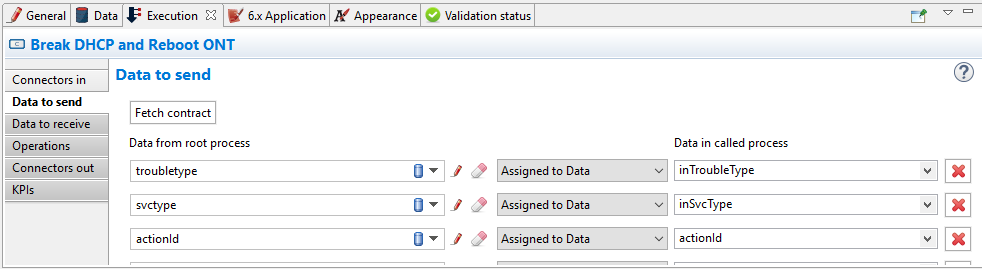 General Data Execution 6.x Application Appearance Validation status
Break DHCP and Reboot ONT
Connectors in
Data to send
Data to receive
Operations
Connectors out
KPIs
Data to send
Fetch contract
Data from root process Data in called process
troubletype Assigned to Data inTroubleType
svctype Assigned to Data inSvcType
actionId Assigned to Data actionId